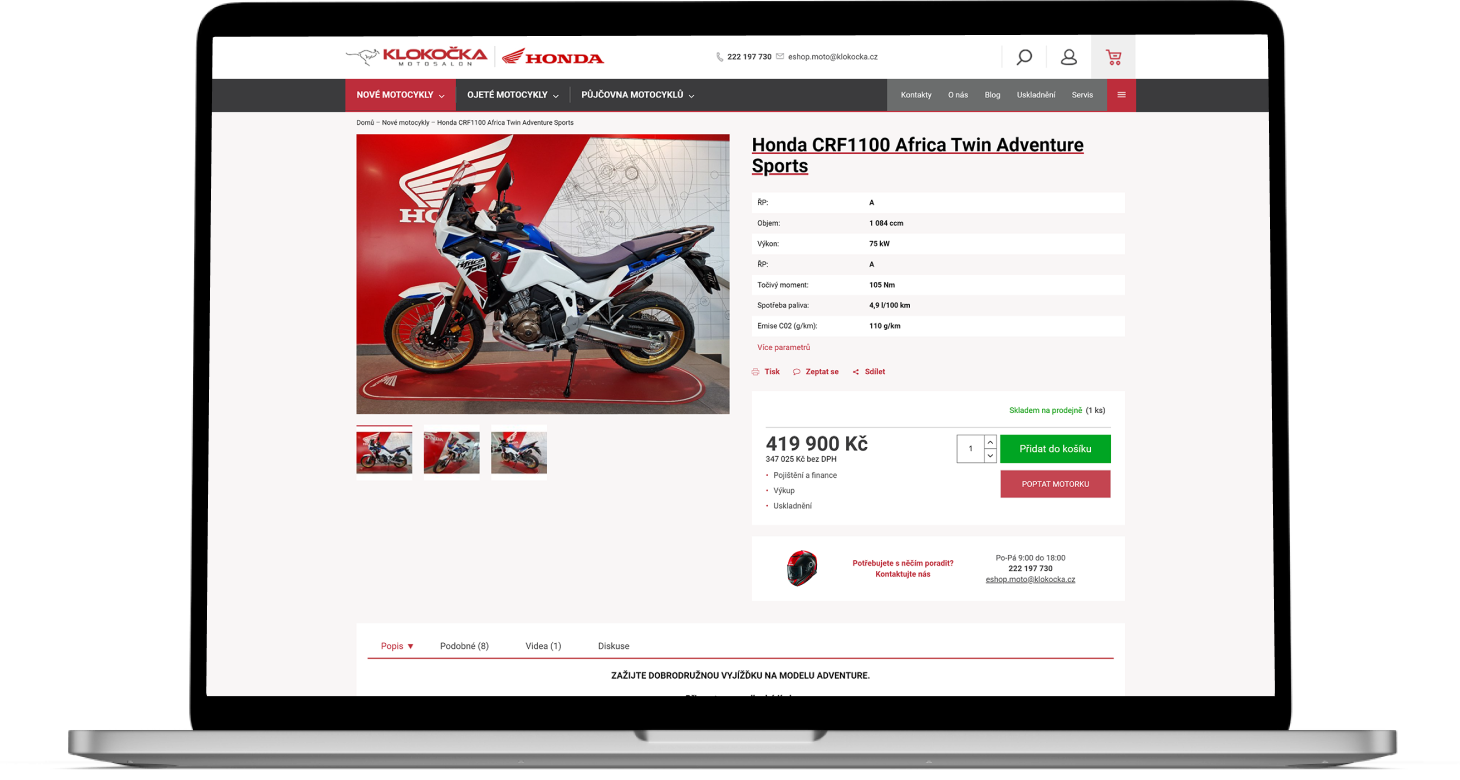 KLOKOČKA
MOTOSALON
HONDA
222 197 730 eshop.moto@klokocka.cz
NOVÉ MOTOCYKLY OJETÉ MOTOCYKLY PŮJČOVNA MOTOCYKLŮ Kontakty O nás Blog Uskladnění Servis
Domů – Nové motocykly – Honda CRF1100 Africa Twin Adventure Sports
Honda CRF1100 Africa Twin Adventure
Sports
ŘP: A
Objem: 1 084 ccm
Výkon: 75 kW
ŘP: A
Točivý moment: 105 Nm
Spotřeba paliva: 4,9 l/100 km
Emise C02 (g/km): 110 g/km
Více parametrů
Tisk Zeptat se Sdílet
HO
Africa
Twin
Skladem na prodejně (1 ks)
419 900 Kč 1 Přidat do košíku
347 025 Kč bez DPH
• Pojištění a finance
• Výkup
• Uskladnění
POPTAT MOTORKU
Potřebujete s něčím poradit?
Kontaktujte nás
Po-Pá 9:00 do 18:00
222 197 730
eshop.moto@klokocka.cz
Popis ▼ Podobné (8) Videa (1) Diskuse
ZAŽIJTE DOBRODRUŽNOU VYJÍŽĎKU NA MODELU ADVENTURE.